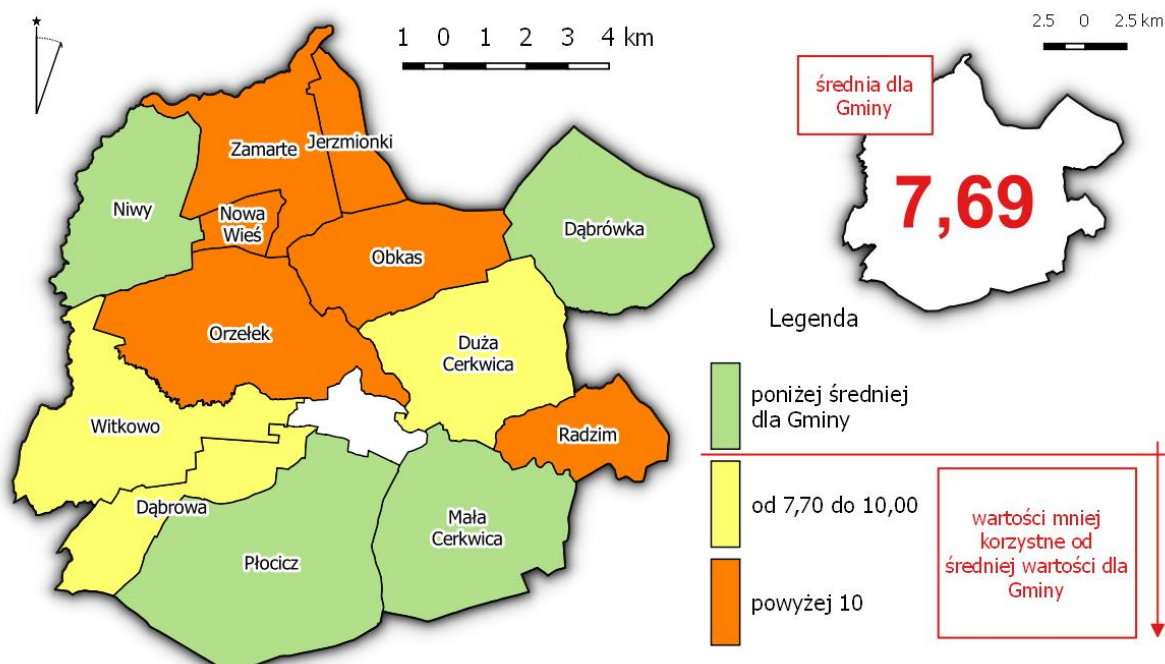 1 0 1 2 3 4 km
2.5 0 2.5 km
średnia dla
Gminy
7,69
Zamarte
Jerzmionki
Niwy
Nowa
Wieś
Dąbrówka
Obkas
Orzełek
Duża
Cerkwica
Witkowo
Radzim
Dąbrowa
Mała
Cerkwica
Płocicz
Legenda
poniżej średniej
dla Gminy
od 7,70 do 10,00
powyżej 10
wartości mniej
korzystne od
średniej wartości dla
Gminy